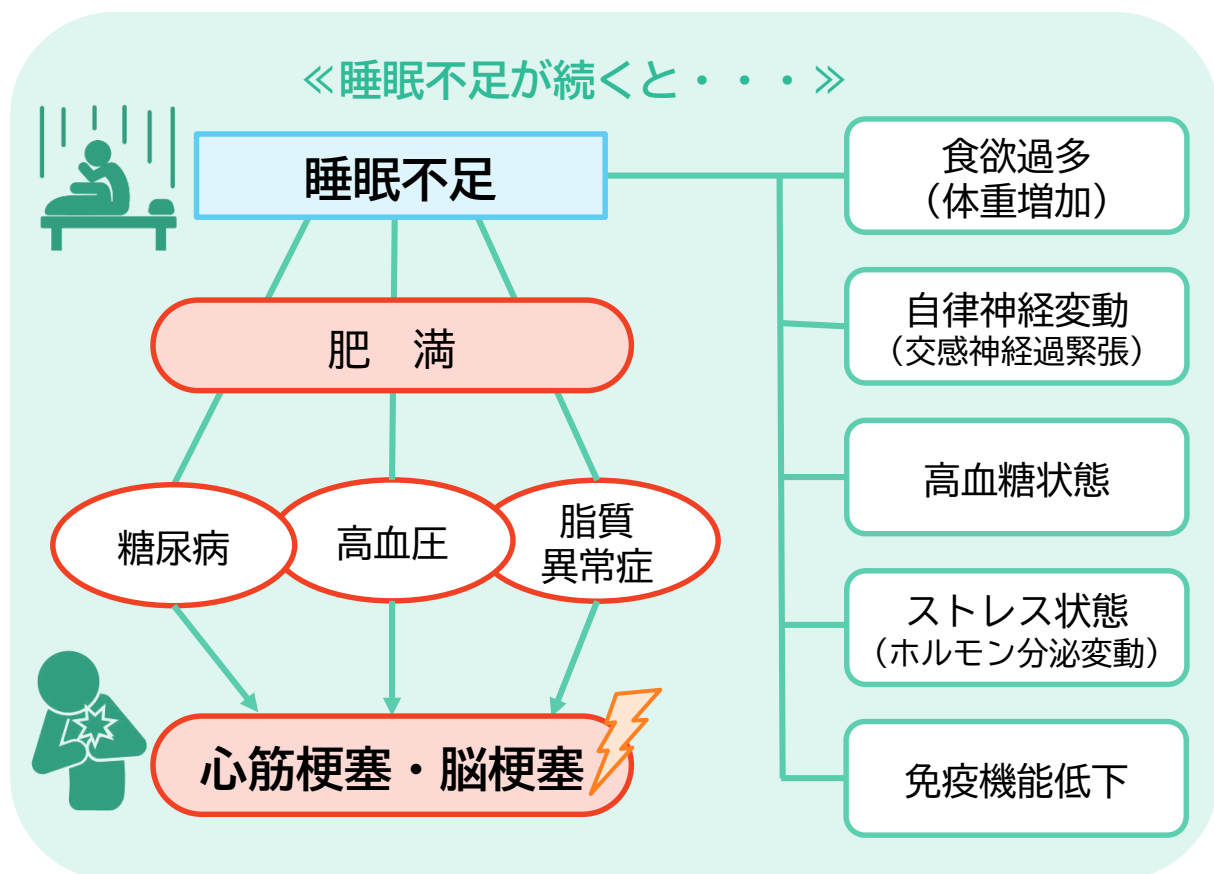 ≪睡眠不足が続くと・・・≫
睡眠不足
肥　満
糖尿病
高血圧
脂質
異常症
心筋梗塞・脳梗塞
食欲過多
（体重増加）
自律神経変動
（交感神経過緊張）
高血糖状態
ストレス状態
（ホルモン分泌変動）
免疫機能低下